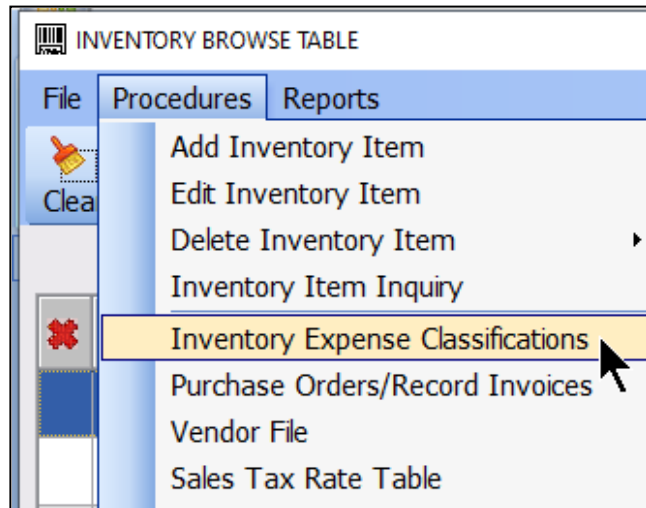 INVENTORY BROWSE TABLE
File Procedures Reports
Clea
Add Inventory Item
Edit Inventory Item
Delete Inventory Item
Inventory Item Inquiry
Inventory Expense Classifications
Purchase Orders/Record Invoices
Vendor File
Sales Tax Rate Table